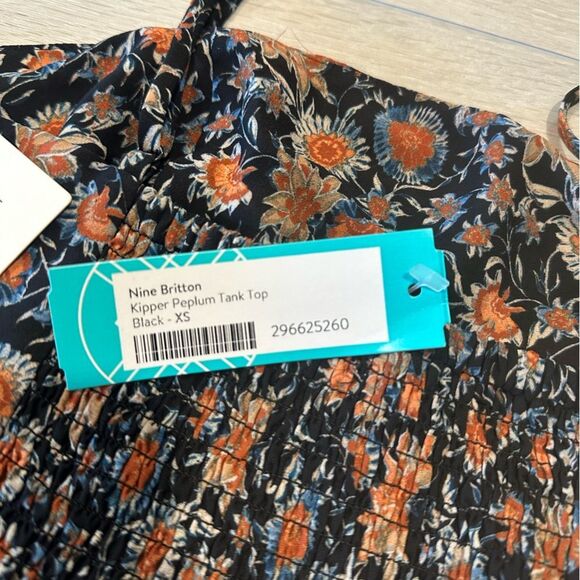 Nine Britton
Kipper Peplum Tank Top
Black - XS
296625260